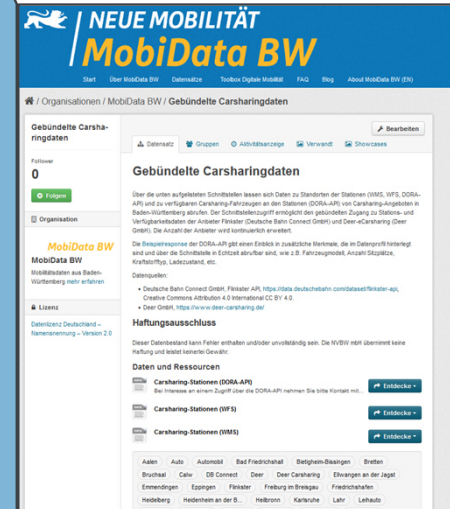 NEUE MOBILITÄT
MobiData BW
Start Über MobiData BW Datensätze Toolbox Digitale Mobilität FAQ Blog About MobiData BW (EN)
/ Organisationen / MobiData BW / Gebündelte Carsharingdaten
Gebündelte Carsha-
ringdaten
Follower
0
Folgen
Organisation
MobiData BW
MobiData BW
Mobilitätsdaten aus Baden-
Württemberg mehr erfahren
Lizenz
Datenlizenz Deutschland –
Namensnennung – Version 2.0
Bearbeiten
Datensatz Gruppen Aktivitätsanzeige Verwandt Showcases
Gebündelte Carsharingdaten
Über die unten aufgelisteten Schnittstellen lassen sich Daten zu Standorten der Stationen (WMS, WFS, DORA-
API) und zu verfügbaren Carsharing-Fahrzeugen an den Stationen (DORA-API) von Carsharing-Angeboten in
Baden-Württemberg abrufen. Der Schnittstellenzugriff ermöglicht den gebündelten Zugang zu Stations- und
Verfügbarkeitsdaten der Anbieter Flinkster (Deutsche Bahn Connect GmbH) und Deer-eCarsharing (Deer
GmbH). Die Anzahl der Anbieter wird kontinuierlich erweitert.
Die Beispielresponse der DORA-API gibt einen Einblick in zusätzliche Merkmale, die im Datenprofil hinterlegt
sind und über die Schnittstelle in Echtzeit abrufbar sind, wie z.B. Fahrzeugmodell, Anzahl Sitzplätze,
Kraftstofftyp, Ladezustand, etc.
Datenquellen:
Deutsche Bahn Connect GmbH, Flinkster API, https://data.deutschebahn.com/dataset/flinkster-api,
Creative Commons Attribution 4.0 International CC BY 4.0
Deer GmbH, https://www.deer-carsharing.de/
Haftungsausschluss
Dieser Datenbestand kann Fehler enthalten und/oder unvollständig sein. Die NVBW mbH übernimmt keine
Haftung und leistet keinerlei Gewähr.
Daten und Ressourcen
Carsharing-Stationen (DORA-API)
Bei Interesse an einem Zugriff über die DORA-API nehmen Sie bitte Kontakt mit...
Entdecke
Carsharing-Stationen (WFS)
Entdecke
Carsharing-Stationen (WMS)
Entdecke
Aalen Auto Automobil Bad Friedrichshall Bietigheim-Bissingen Bretten
Bruchsal Calw DB Connect Deer Deer Carsharing Ellwangen an der Jagst
Emmendingen Eppingen Flinkster Freiburg im Breisgau Friedrichshafen
Heidelberg Heidenheim an der B... Heilbronn Karlsruhe Lahr Leihauto